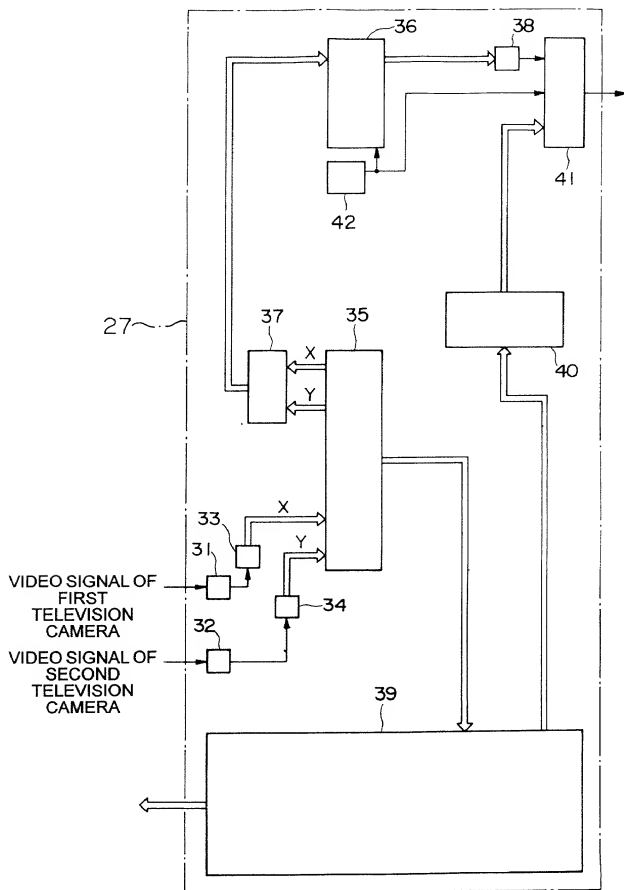 36
38
41
42
27
37
35
40
X
Y
X
33
Y
31
34
VIDEO SIGNAL OF
FIRST
TELEVISION
CAMERA
32
VIDEO SIGNAL OF
SECOND
TELEVISION
CAMERA
39